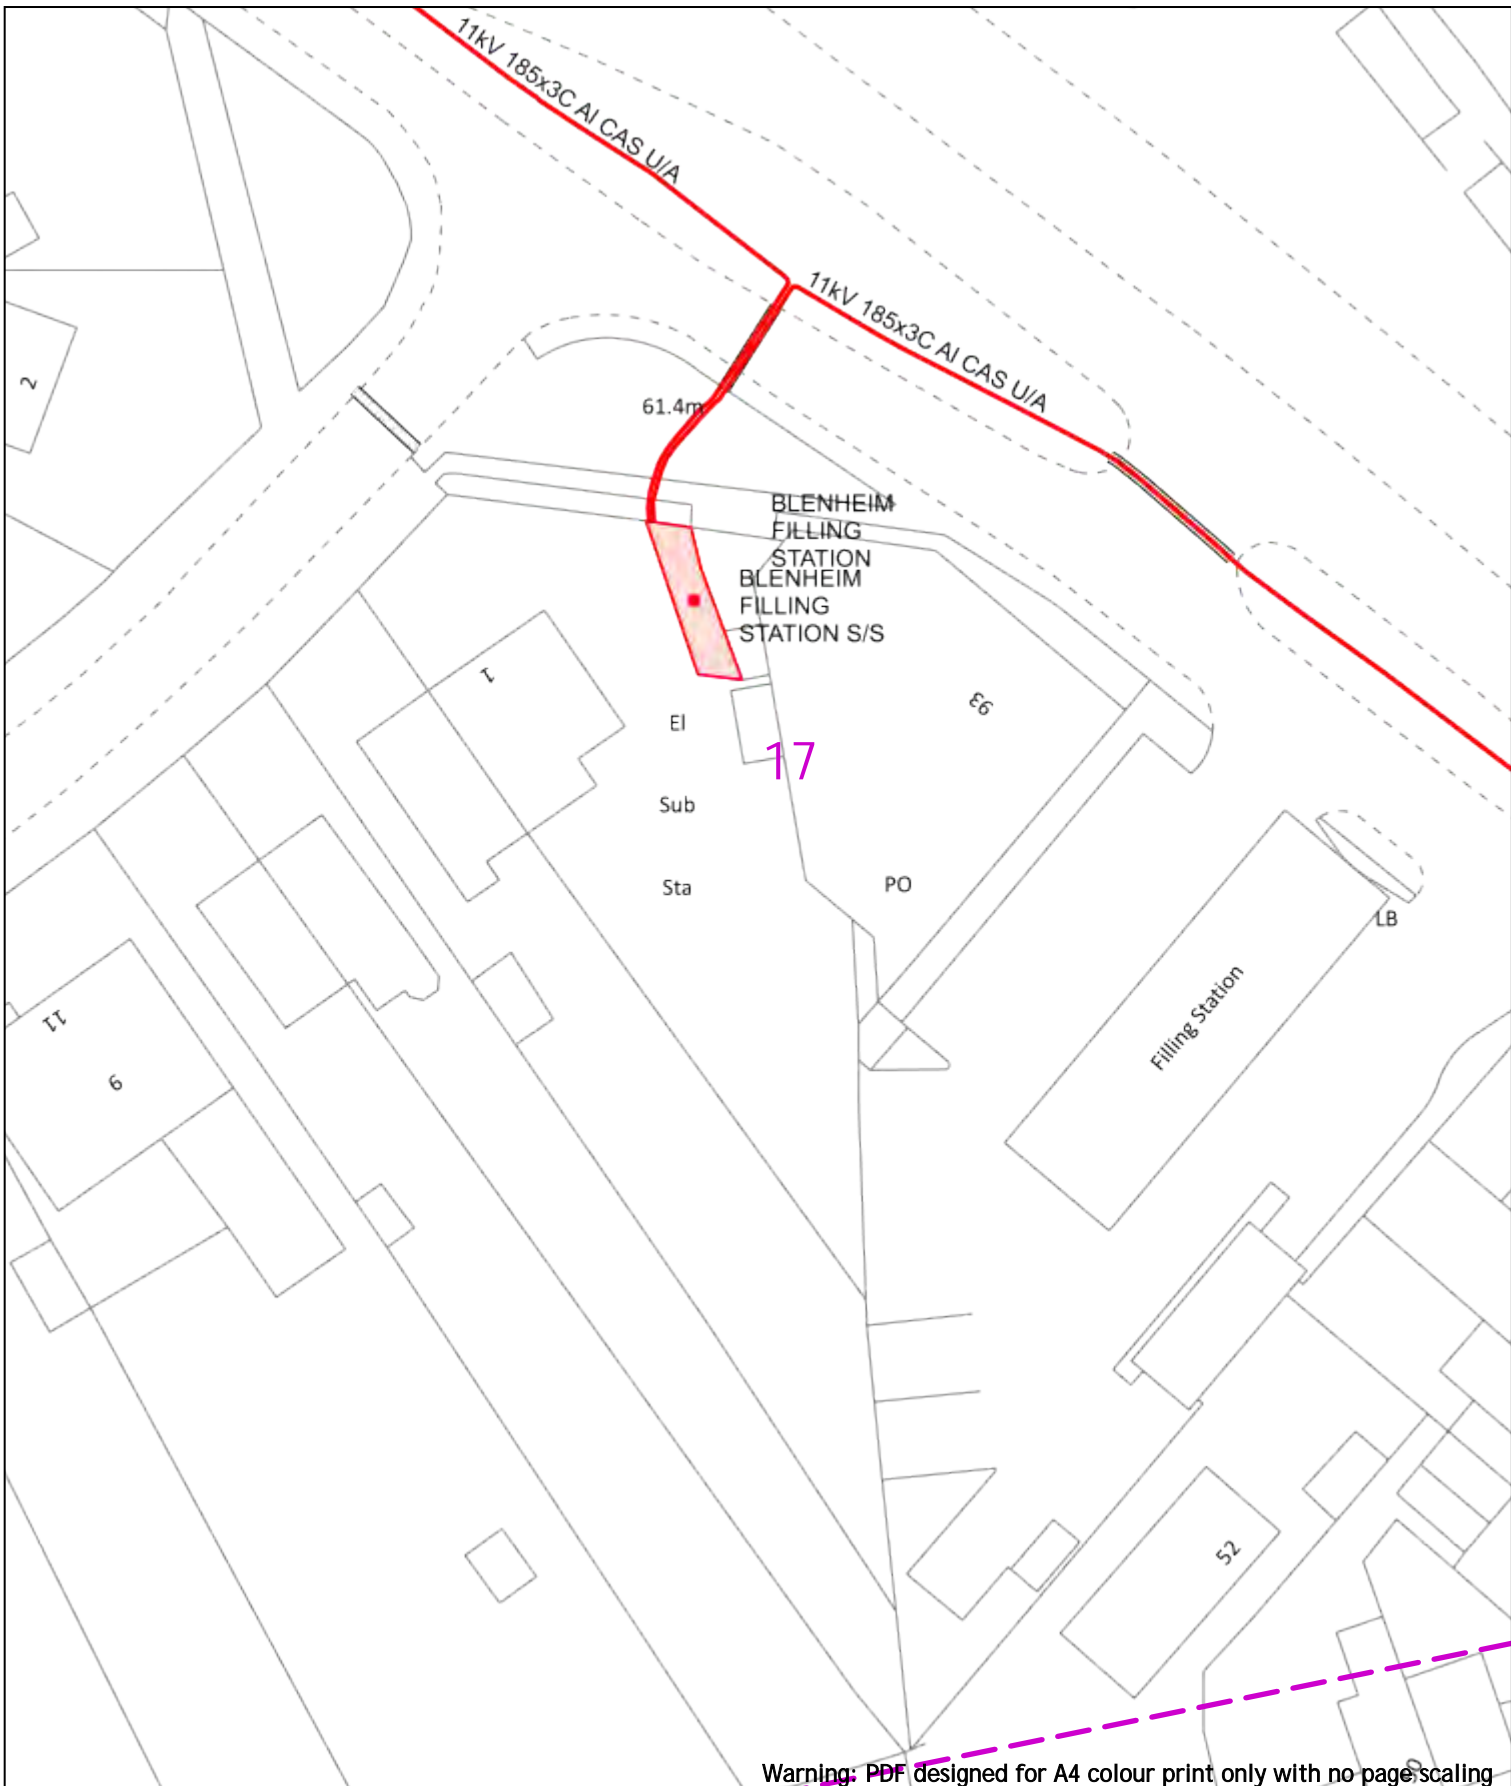 11kV 185x3C Al CAS U/A
11kV 185x3C Al CAS U/A
2
61.4m
BLENHEIM
FILLING
STATION
BLENHEIM
FILLING
STATION S/S
1
93
El
17
Sub
Sta
PO
LB
Filling Station
11
9
52
Warning: PDF designed for A4 colour print only with no page scaling